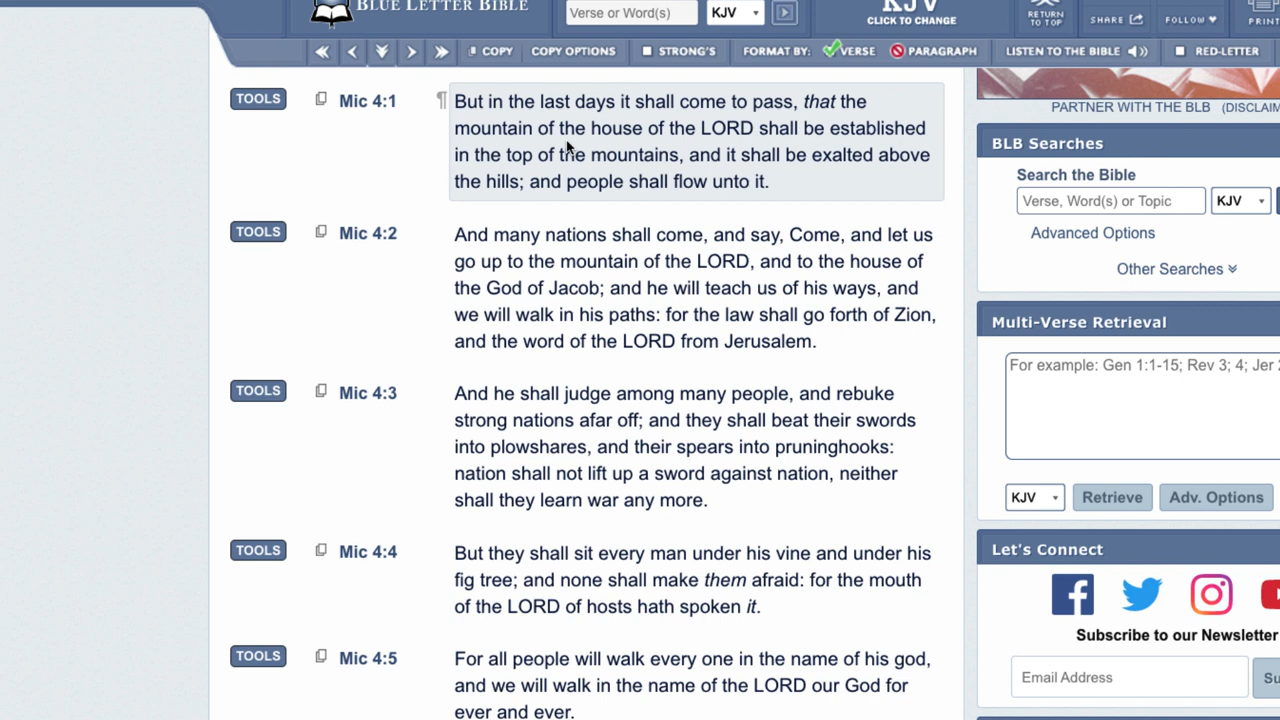 BLUE LETTER BIBLE
Verse or Word(s)
KJV
KJV
CLICK TO CHANGE
RETURN
TO TOP
SHARE
FOLLOW
PRINT
COPY
COPY OPTIONS
STRONG'S
FORMAT BY:
VERSE
PARAGRAPH
LISTEN TO THE BIBLE
RED-LETTER
TOOLS
Mic 4:1
¶
But in the last days it shall come to pass, that the
mountain of the house of the LORD shall be established
in the top of the mountains, and it shall be exalted above
the hills; and people shall flow unto it.
TOOLS
Mic 4:2
And many nations shall come, and say, Come, and let us
go up to the mountain of the LORD, and to the house of
the God of Jacob; and he will teach us of his ways, and
we will walk in his paths: for the law shall go forth of Zion,
and the word of the LORD from Jerusalem.
TOOLS
Mic 4:3
And he shall judge among many people, and rebuke
strong nations afar off; and they shall beat their swords
into plowshares, and their spears into pruninghooks:
nation shall not lift up a sword against nation, neither
shall they learn war any more.
TOOLS
Mic 4:4
But they shall sit every man under his vine and under his
fig tree; and none shall make them afraid: for the mouth
of the LORD of hosts hath spoken it.
TOOLS
Mic 4:5
For all people will walk every one in the name of his god,
and we will walk in the name of the LORD our God for
ever and ever.
PARTNER WITH THE BLB (DISCLAIM
BLB Searches
Search the Bible
Verse, Word(s) or Topic
KJV
Advanced Options
Other Searches
Multi-Verse Retrieval
For example: Gen 1:1-15; Rev 3; 4; Jer
KJV
Retrieve
Adv. Options
Let's Connect
Subscribe to our Newsletter
Email Address
Su